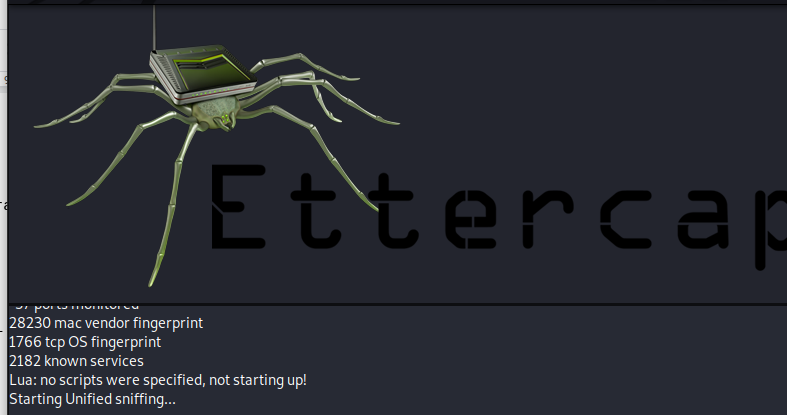 Ettercap
57 ports monitored
28230 mac vendor fingerprint
1766 tcp OS fingerprint
2182 known services
Lua: no scripts were specified, not starting up!
Starting Unified sniffing...